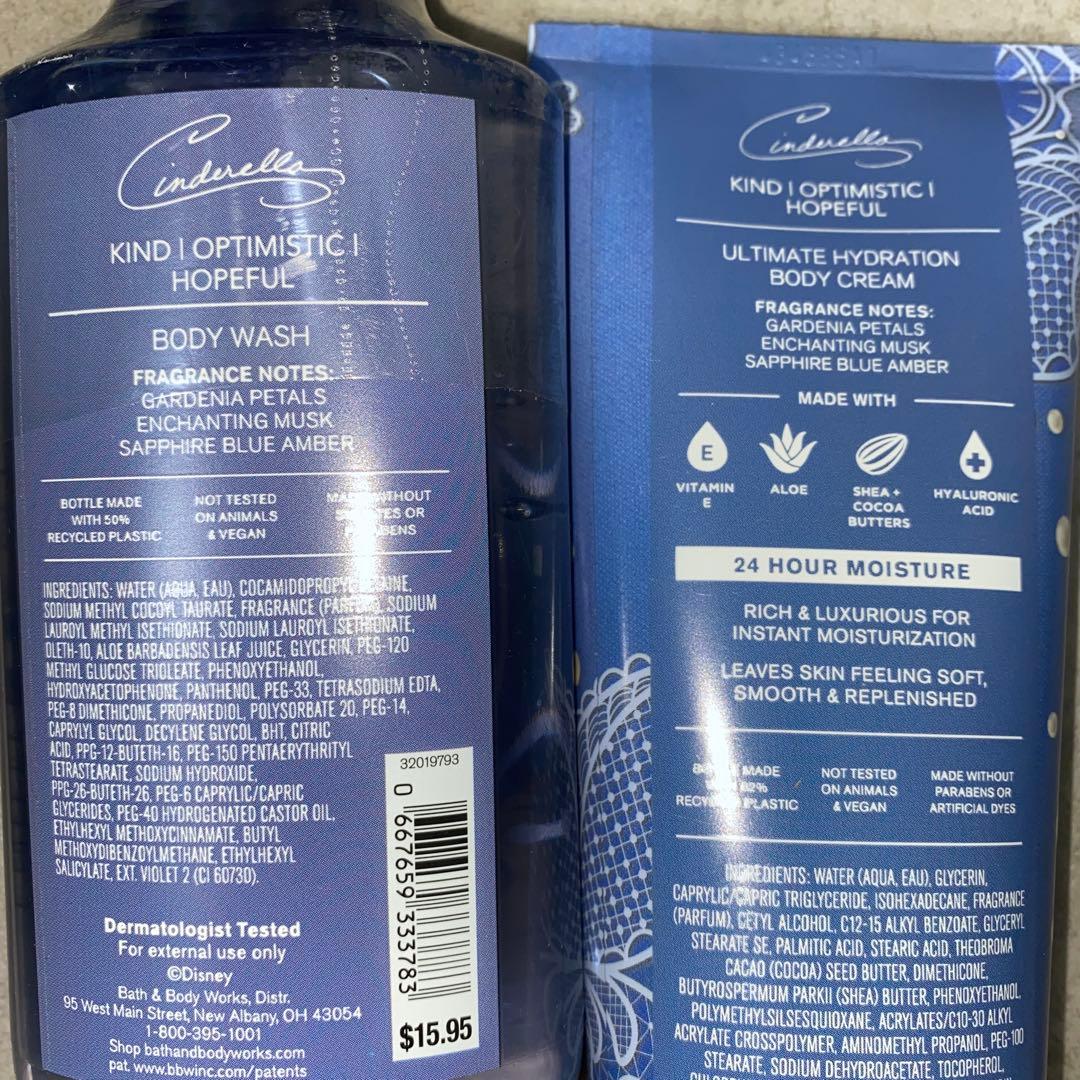 Cinderella
KIND | OPTIMISTIC |
HOPEFUL
BODY WASH
FRAGRANCE NOTES:
GARDENIA PETALS
ENCHANTING MUSK
SAPPHIRE BLUE AMBER
BOTTLE MADE
WITH 50%
RECYCLED PLASTIC
NOT TESTED
ON ANIMALS
& VEGAN
OR
INGREDIENTS: WATER (AQUA, EAU),
SODIUM METHYL COCOYL TAURATE, FRAGRANCE SODIUM
LAUROYL METHYL ISETHIONATE, SODIUM LAUROYL ISETHIONATE,
OLETH-10, ALOE BARBADENSIS LEAF JUICE, GLYCERIN, PEG-120
METHYL GLUCOSE TRIOLEATE, PHENOXYETHANOL,
HYDROXYACETOPHENONE, PANTHENOL, PEG-33, TETRASODIUM EDTA,
PEG-8 DIMETHICONE, PROPANEDIOL, POLYSORBATE 20, PEG-14,
CAPRYLYL GLYCOL, DECYLENE GLYCOL, BHT, CITRIC
ACID, PPG-12-BUTETH-16, PEG-150 PENTAERYTHRITYL
TETRASTEARATE, SODIUM HYDROXIDE,
PPG-26-BUTETH-26, PEG-6 CAPRYLIC/CAPRIC
GLYCERIDES, PEG-40 HYDROGENATED CASTOR OIL,
ETHYLHEXYL METHOXYCINNAMATE, BUTYL
METHOXYDIBENZOYLMETHANE, ETHYLHEXYL
SALICYLATE, EXT. VIOLET 2 (CI 60730).
Dermatologist Tested
For external use only
©Disney
Bath & Body Works, Distr.
95 West Main Street, New Albany, OH 43054
1-800-395-1001
Shop bathandbodyworks.com
pat. www.bbwinc.com/patents
32019793
0 667659 333783
$15.95
Cinderella
KIND | OPTIMISTIC |
HOPEFUL
ULTIMATE HYDRATION
BODY CREAM
FRAGRANCE NOTES:
GARDENIA PETALS
ENCHANTING MUSK
SAPPHIRE BLUE AMBER
MADE WITH
E
VITAMIN
E
ALOE
SHEA +
COCOA
BUTTERS
HYALURONIC
ACID
24 HOUR MOISTURE
RICH & LUXURIOUS FOR
INSTANT MOISTURIZATION
LEAVES SKIN FEELING SOFT,
SMOOTH & REPLENISHED
MADE
PLASTIC
NOT TESTED
ON ANIMALS
& VEGAN
MADE WITHOUT
PARABENS OR
ARTIFICIAL DYES
INGREDIENTS: WATER (AQUA, EAU), GLYCERIN,
CAPRYLIC/CAPRIC TRIGLYCERIDE, ISOHEXADECANE, FRAGRANCE
(PARFUM), CETYL ALCOHOL, C12-15 ALKYL BENZOATE, GLYCERYL
STEARATE SE, PALMITIC ACID, STEARIC ACID, THEOBROMA
CACAO (COCOA) SEED BUTTER, DIMETHICONE,
BUTYROSPERMUM PARKII (SHEA) BUTTER, PHENOXYETHANOL,
POLYMETHYLSILSESQUIOXANE, ACRYLATES/C10-30 ALKYL
ACRYLATE CROSSPOLYMER, AMINOMETHYL PROPANOL, PEG-100
STEARATE, SODIUM DEHYDROACETATE, TOCOPHEROL,